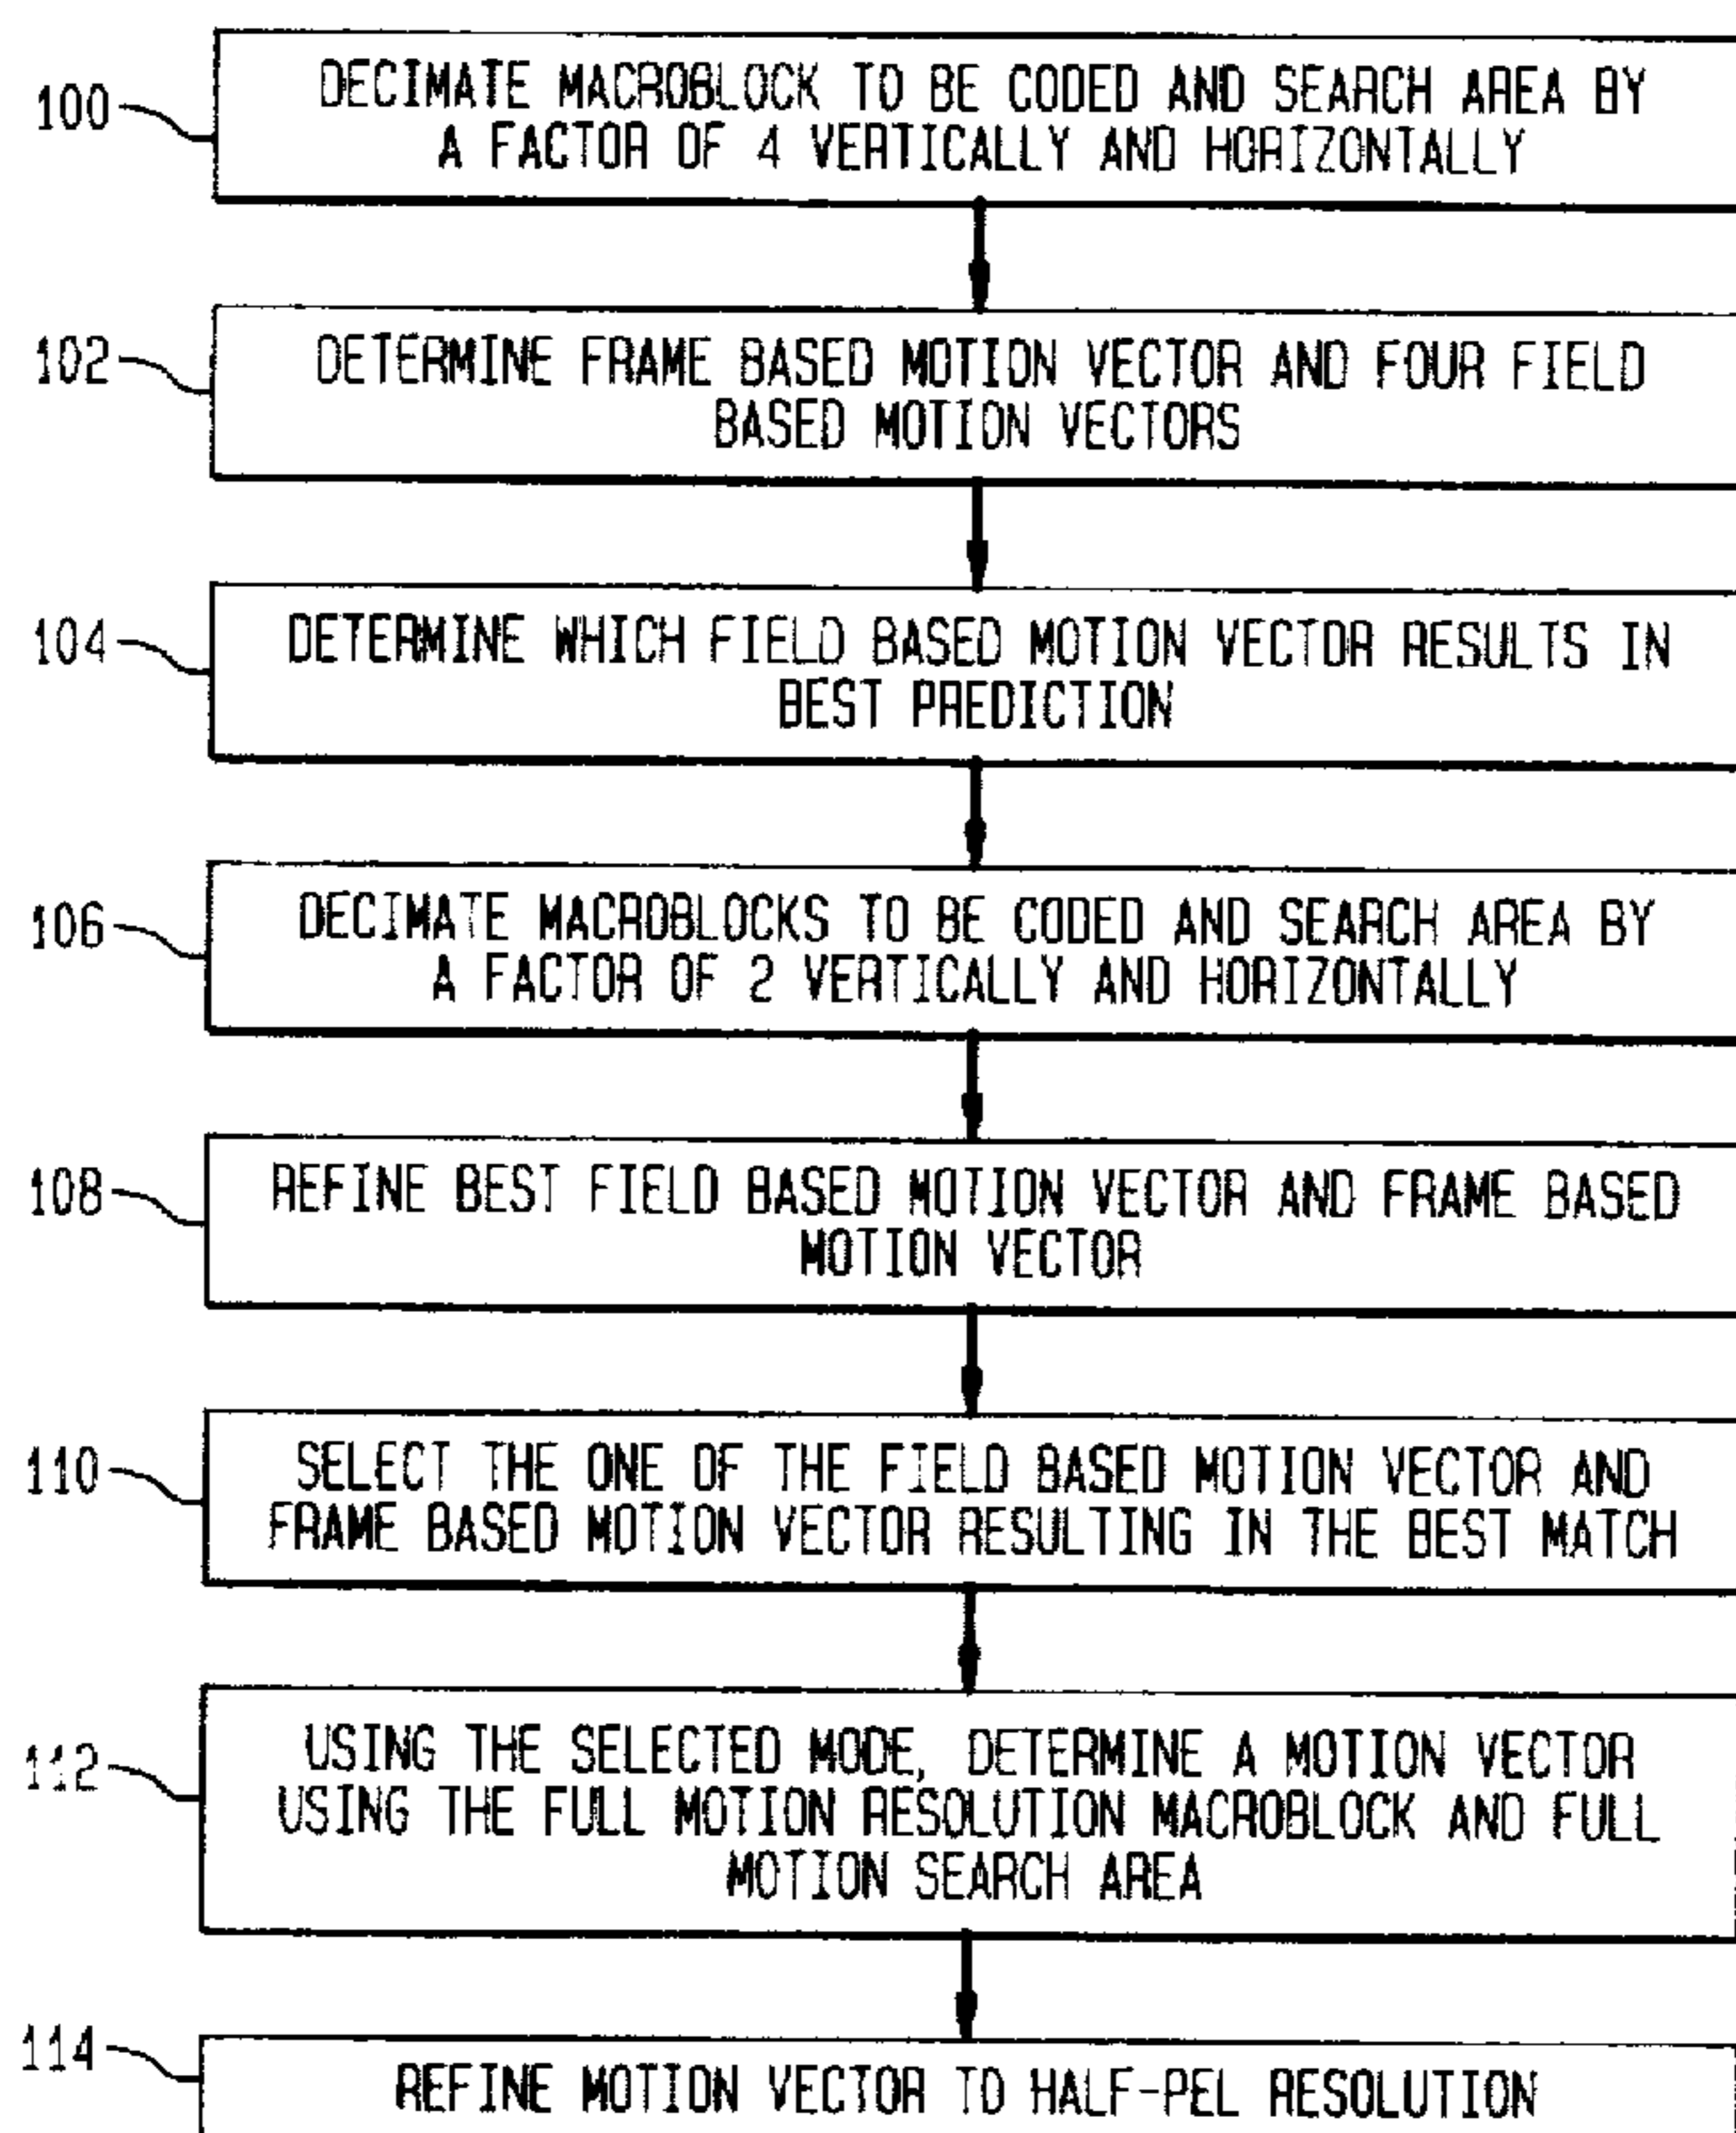 100
DECIMATE MACROBLOCK TO BE CODED AND SEARCH AREA BY
A FACTOR OF 4 VERTICALLY AND HORIZONTALLY
102
DETERMINE FRAME BASED MOTION VECTOR AND FOUR FIELD
BASED MOTION VECTORS
104
DETERMINE WHICH FIELD BASED MOTION VECTOR RESULTS IN
BEST PREDICTION
106
DECIMATE MACROBLOCKS TO BE CODED AND SEARCH AREA BY
A FACTOR OF 2 VERTICALLY AND HORIZONTALLY
108
REFINE BEST FIELD BASED MOTION VECTOR AND FRAME BASED
MOTION VECTOR
110
SELECT THE ONE OF THE FIELD BASED MOTION VECTOR AND
FRAME BASED MOTION VECTOR RESULTING IN THE BEST MATCH
112
USING THE SELECTED MODE, DETERMINE A MOTION VECTOR
USING THE FULL MOTION RESOLUTION MACROBLOCK AND FULL
MOTION SEARCH AREA
114
REFINE MOTION VECTOR TO HALF-PEL RESOLUTION